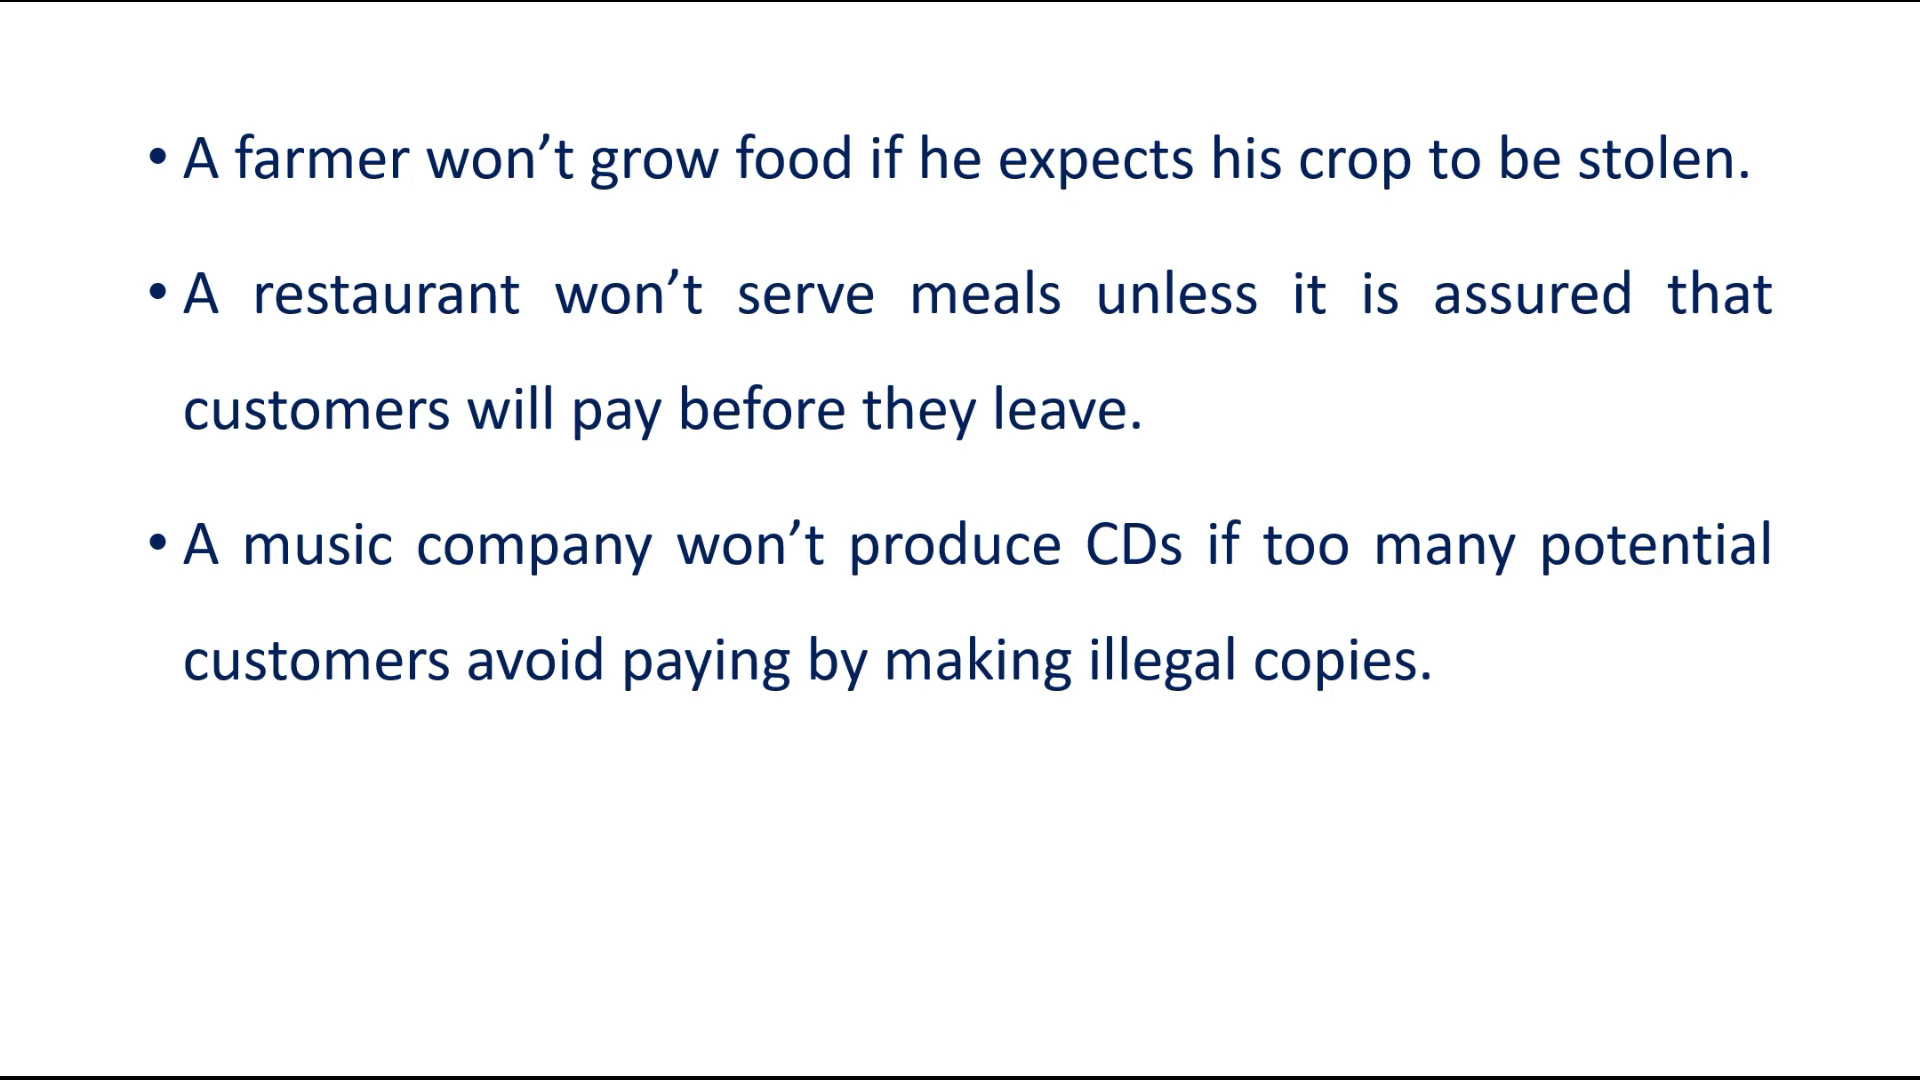 • A farmer won’t grow food if he expects his crop to be stolen.
• A restaurant won’t serve meals unless it is assured that
customers will pay before they leave.
• A music company won’t produce CDs if too many potential
customers avoid paying by making illegal copies.